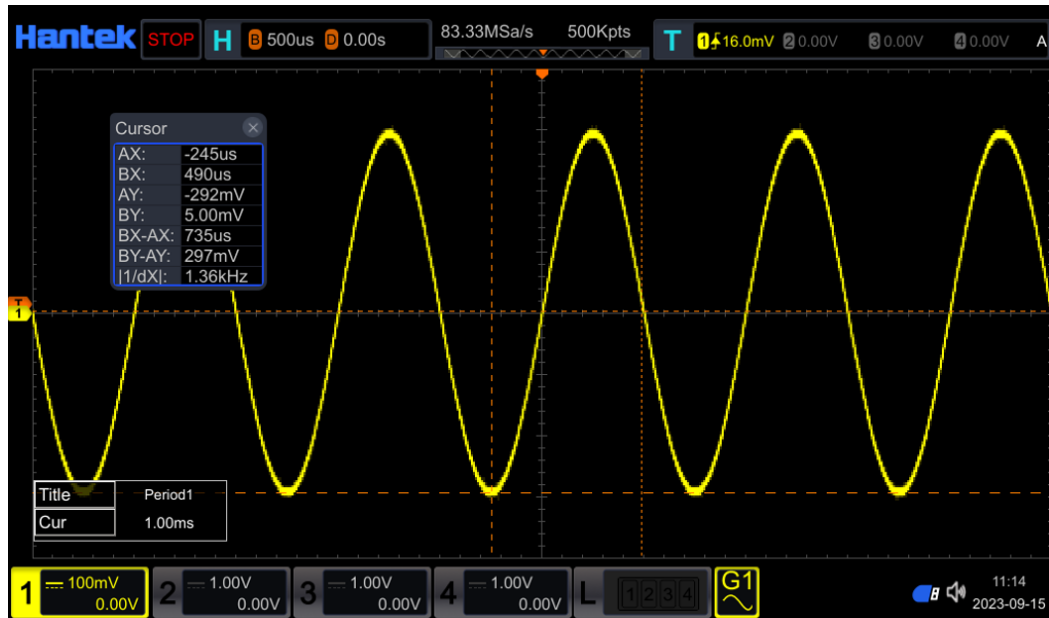 Hantek STOP H B 500us D 0.00s 83.33MSa/s 500Kpts T 1 16.0mV 2 0.00V 3 0.00V 4 0.00V A
Cursor
AX: -245us
BX: 490us
AY: -292mV
BY: 5.00mV
BX-AX: 735us
BY-AY: 297mV
|1/dX|: 1.36kHz
T
1
Title Period1
Cur 1.00ms
1 100mV 0.00V
2 1.00V 0.00V
3 1.00V 0.00V
4 1.00V 0.00V
L 1 2 3 4
G1
11:14
2023-09-15